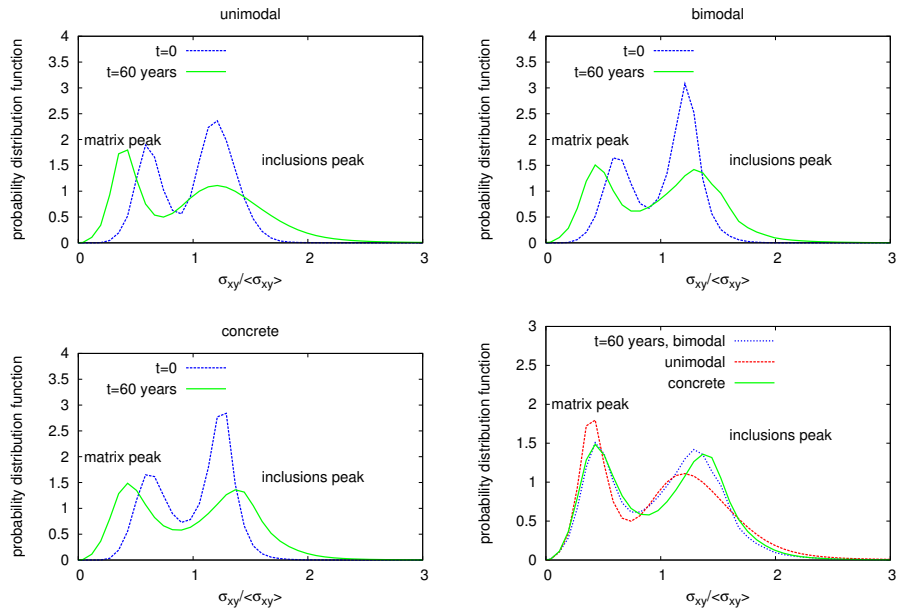 unimodal
probability distribution function
4
3.5
3
2.5
2
1.5
1
0.5
0
t=0
t=60 years
matrix peak
inclusions peak
0 1 2 3
σxy/<σxy>
bimodal
probability distribution function
4
3.5
3
2.5
2
1.5
1
0.5
0
t=0
t=60 years
matrix peak
inclusions peak
0 1 2 3
σxy/<σxy>
concrete
probability distribution function
4
3.5
3
2.5
2
1.5
1
0.5
0
t=0
t=60 years
matrix peak
inclusions peak
0 1 2 3
σxy/<σxy>
probability distribution function
3
2.5
2
1.5
1
0.5
0
t=60 years, bimodal
unimodal
concrete
matrix peak
inclusions peak
0 1 2 3
σxy/<σxy>